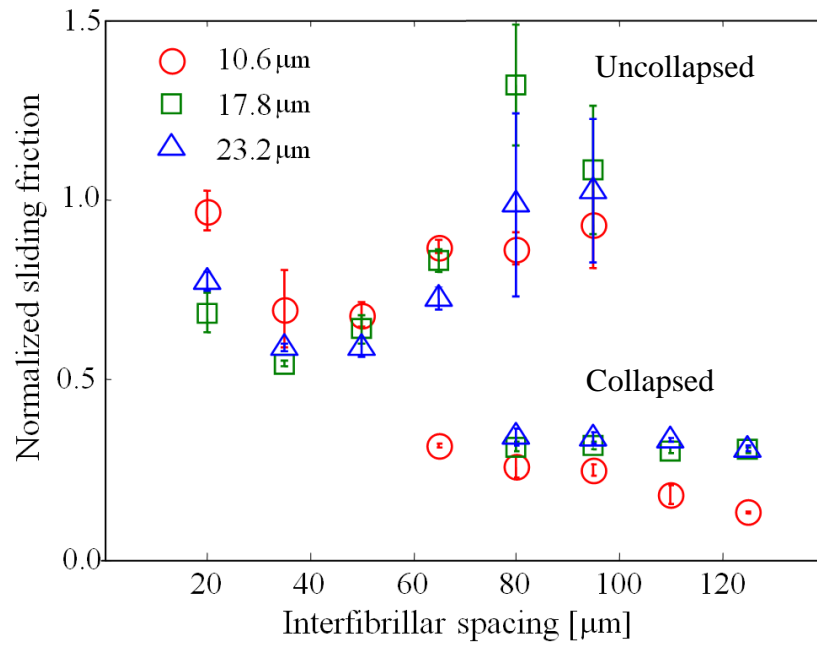 1.5
10.6 μm
17.8 μm
23.2 μm
Uncollapsed
1.0
Normalized sliding friction
0.5
Collapsed
0.0
20 40 60 80 100 120
Interfibrillar spacing [μm]